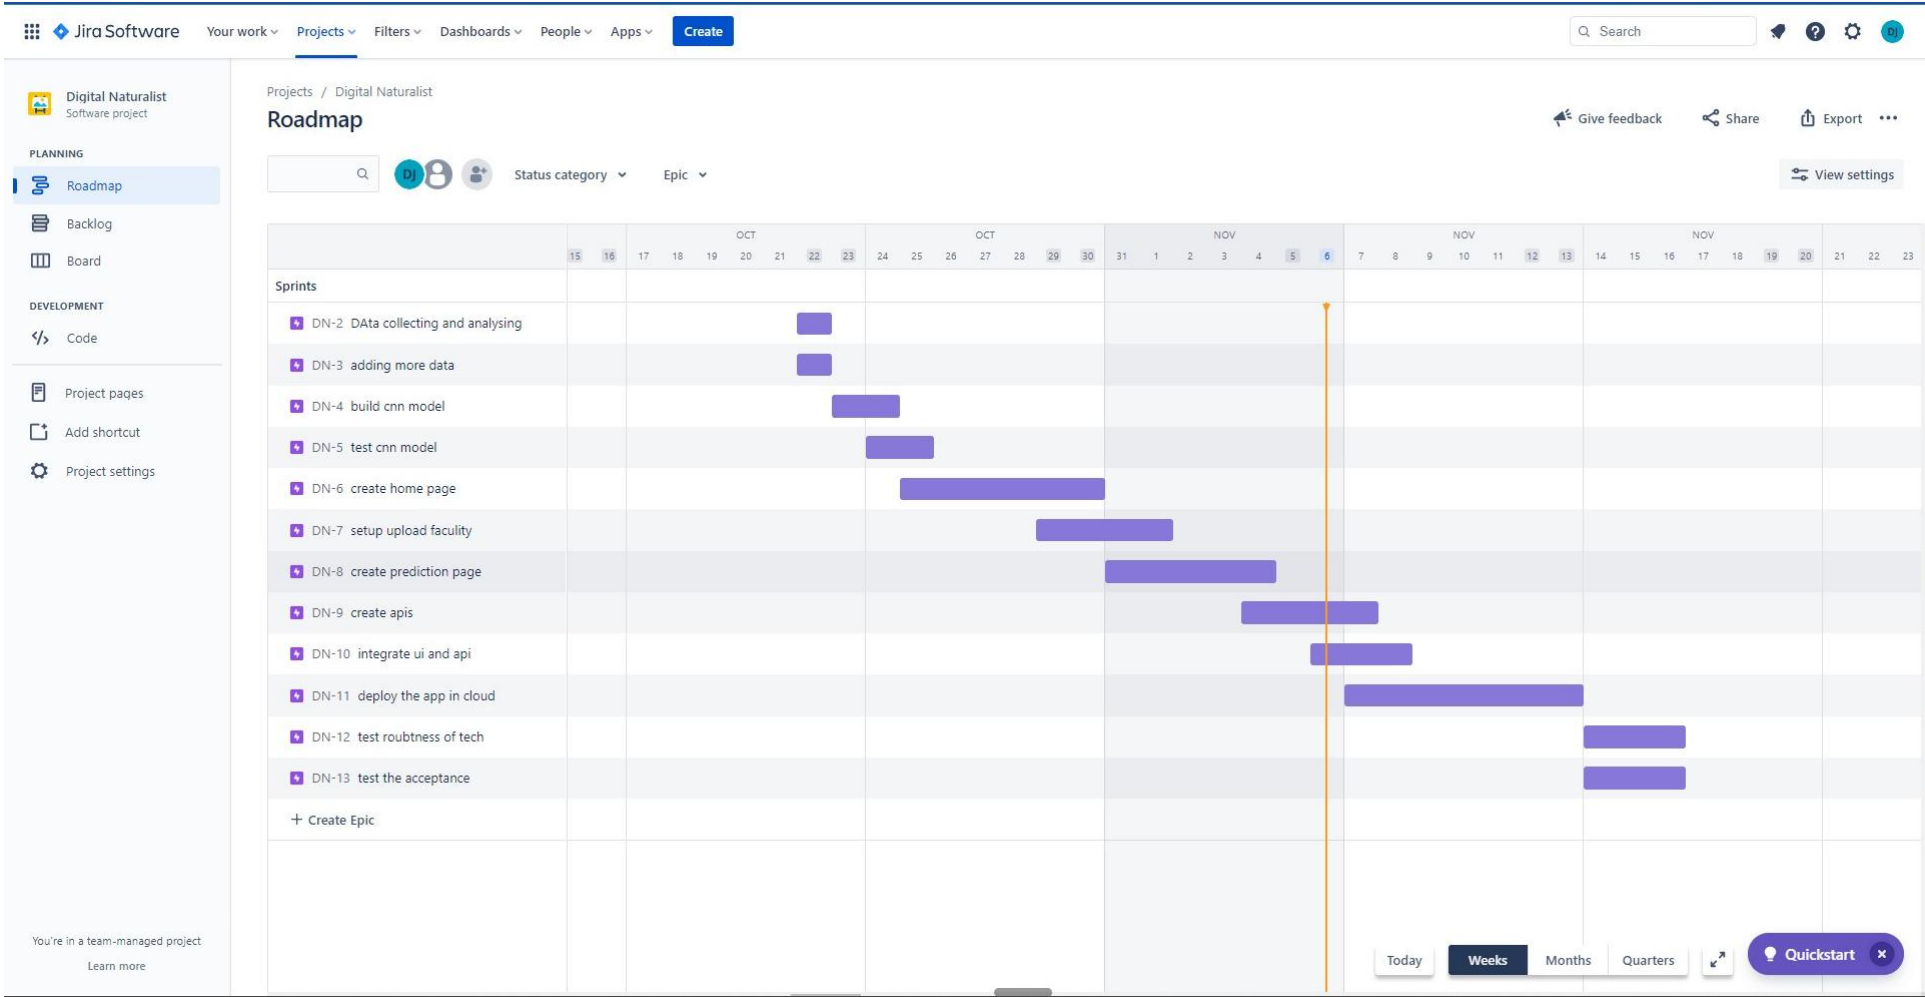 Jira Software Your work Projects Filters Dashboards People Apps Create Search DJ
Digital Naturalist
Software project
PLANNING
Roadmap
Backlog
Board
DEVELOPMENT
Code
Project pages
Add shortcut
Project settings
You're in a team-managed project
Learn more
Projects / Digital Naturalist
Roadmap
Give feedback Share Export
DJ Status category Epic View settings
OCT OCT NOV NOV NOV
15 16 17 18 19 20 21 22 23 24 25 26 27 28 29 30 31 1 2 3 4 5 6 7 8 9 10 11 12 13 14 15 16 17 18 19 20 21 22 23
Sprints
DN-2 DAta collecting and analysing
DN-3 adding more data
DN-4 build cnn model
DN-5 test cnn model
DN-6 create home page
DN-7 setup upload faculity
DN-8 create prediction page
DN-9 create apis
DN-10 integrate ui and api
DN-11 deploy the app in cloud
DN-12 test roubtness of tech
DN-13 test the acceptance
+ Create Epic
Today Weeks Months Quarters Quickstart